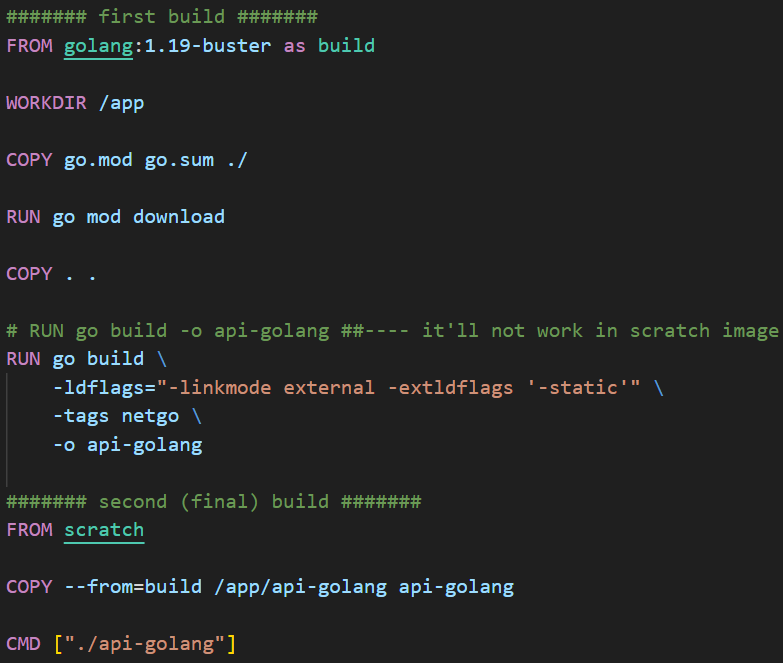 ####### first build #######
FROM golang:1.19-buster as build
WORKDIR /app
COPY go.mod go.sum ./
RUN go mod download
COPY . .
# RUN go build -o api-golang ##---- it'll not work in scratch image
RUN go build \
    -ldflags="-linkmode external -extldflags '-static'" \
    -tags netgo \
    -o api-golang
####### second (final) build #######
FROM scratch
COPY --from=build /app/api-golang api-golang
CMD ["./api-golang"]